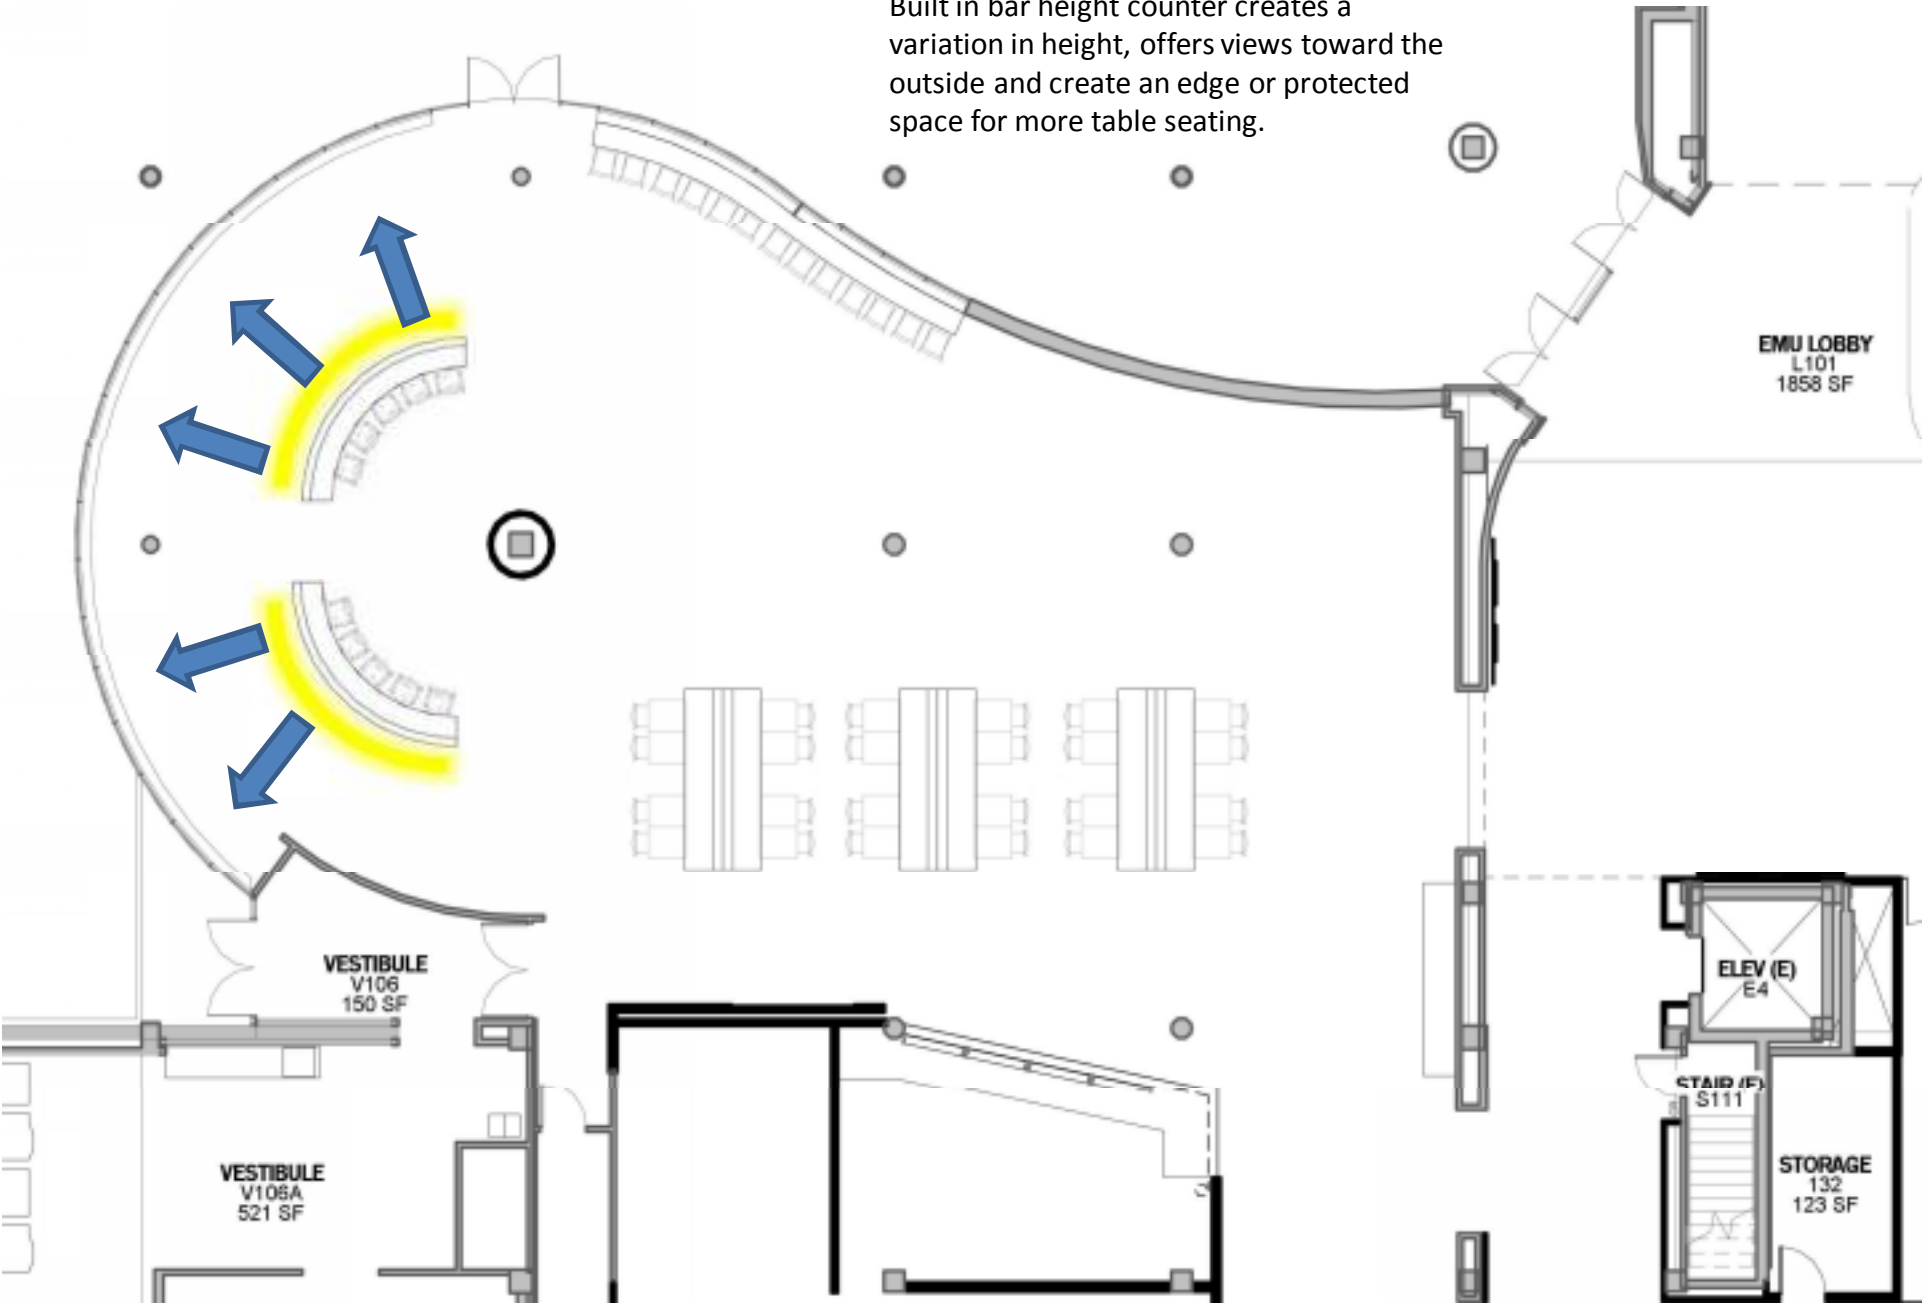 Built in bar height counter creates a
variation in height, offers views toward the
outside and create an edge or protected
space for more table seating.
EMU LOBBY
L101
1858 SF
VESTIBULE
V106
150 SF
ELEV (E)
E4
STAIR (E)
S111
VESTIBULE
V106A
521 SF
STORAGE
132
123 SF